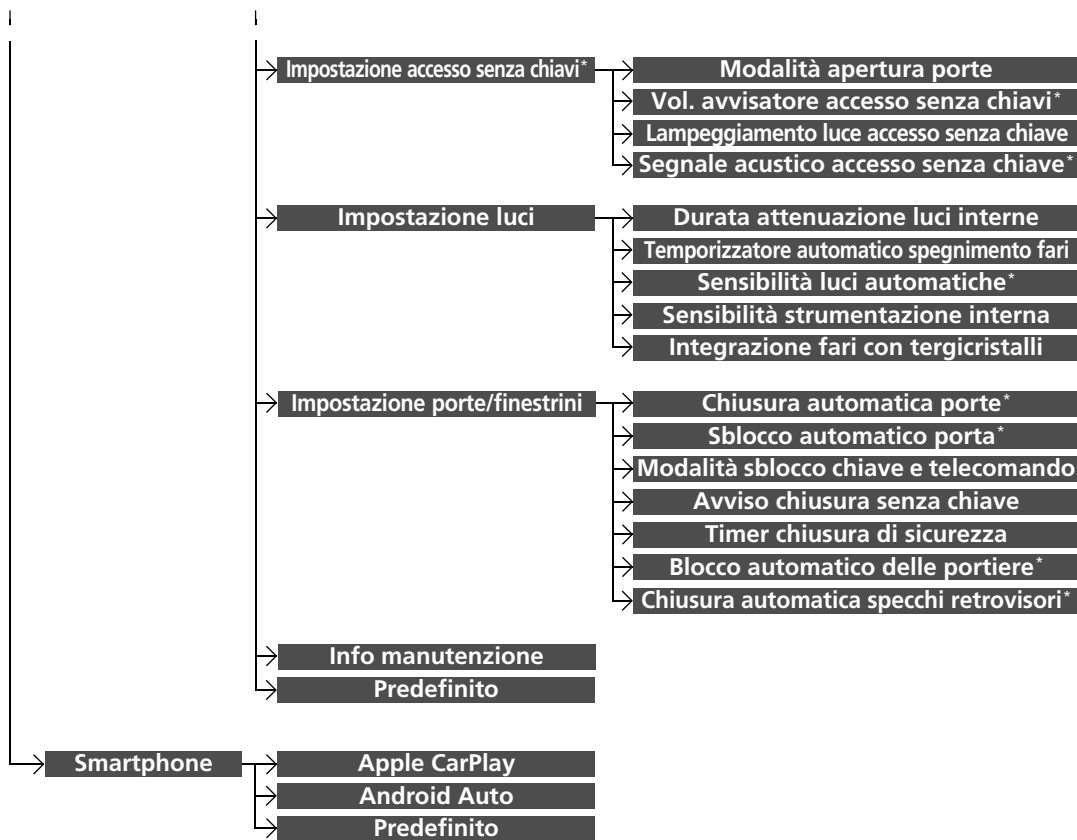 Impostazione accesso senza chiavi*
Modalità apertura porte
Vol. avvisatore accesso senza chiavi*
Lampeggiamento luce accesso senza chiave
Segnale acustico accesso senza chiave*
Impostazione luci
Durata attenuazione luci interne
Temporizzatore automatico spegnimento fari
Sensibilità luci automatiche*
Sensibilità strumentazione interna
Integrazione fari con tergicristalli
Impostazione porte/finestrini
Chiusura automatica porte*
Sblocco automatico porta*
Modalità sblocco chiave e telecomando
Avviso chiusura senza chiave
Timer chiusura di sicurezza
Blocco automatico delle portiere*
Chiusura automatica specchi retrovisori*
Info manutenzione
Predefinito
Smartphone
Apple CarPlay
Android Auto
Predefinito